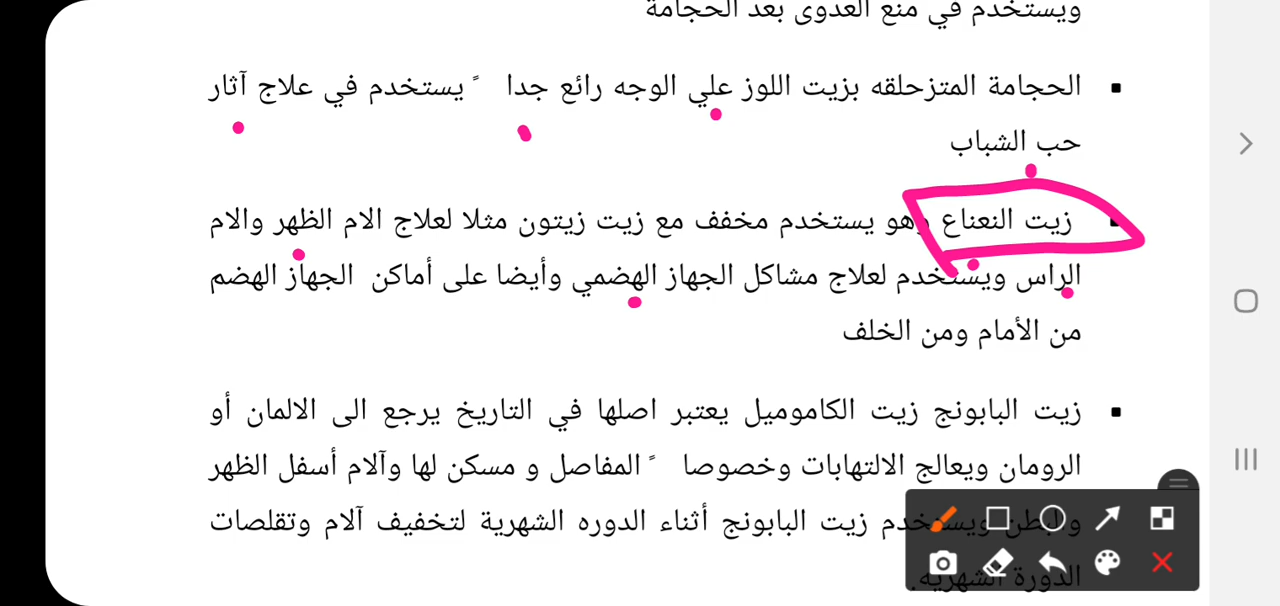 ويستخدم في منع العدوى بعد الحجامة
▪ الحجامة المتزحلقه بزيت اللوز علي الوجه رائع جدا ً يستخدم في علاج آثار
حب الشباب
▪ زيت النعناع وهو يستخدم مخفف مع زيت زيتون مثلا لعلاج الام الظهر والام
الراس ويستخدم لعلاج مشاكل الجهاز الهضمي وأيضا على أماكن الجهاز الهضم
من الأمام ومن الخلف
▪ زيت البابونج زيت الكاموميل يعتبر اصلها في التاريخ يرجع الى الالمان أو
الرومان ويعالج الالتهابات وخصوصا ً المفاصل و مسكن لها وآلام أسفل الظهر
والبطن ويستخدم زيت البابونج أثناء الدوره الشهرية لتخفيف آلام وتقلصات
الدورة الشهريه.